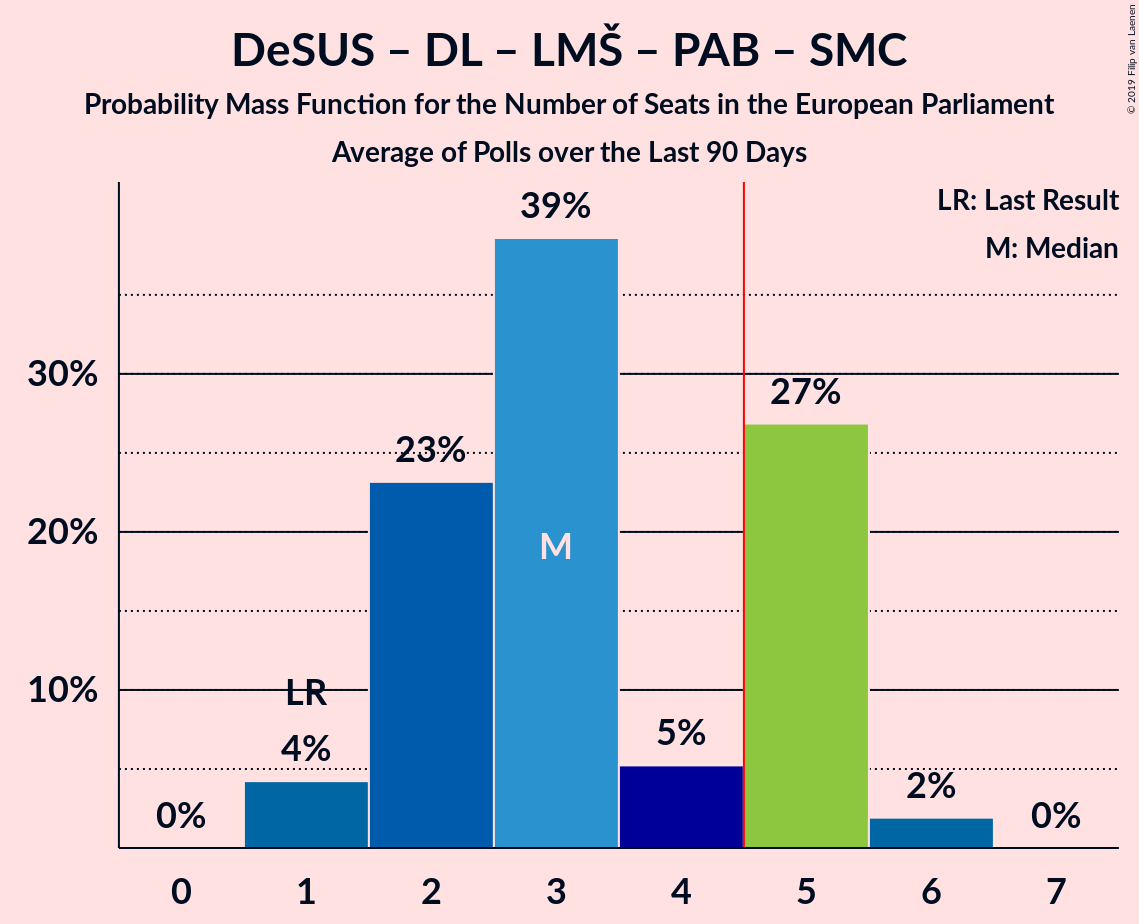 DeSUS – DL – LMŠ – PAB – SMC
Probability Mass Function for the Number of Seats in the European Parliament
Average of Polls over the Last 90 Days
© 2019 Filip van Laenen
LR: Last Result
M: Median
39%
30%
27%
23%
M
20%
10%
LR
5%
4%
2%
0%
0%
0 1 2 3 4 5 6 7